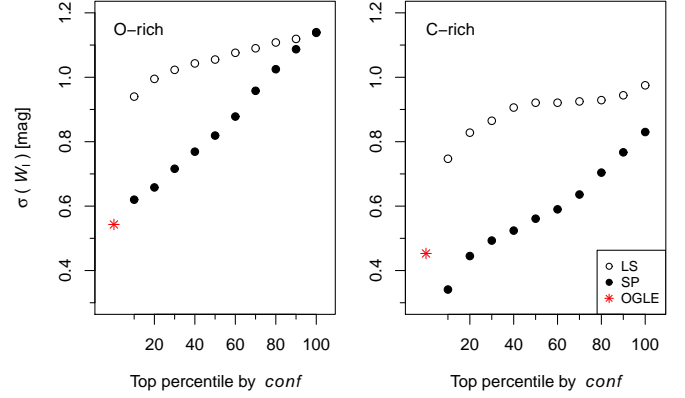 O−rich
C−rich
σ ( W_I ) [mag]
1.2
1.0
0.8
0.6
0.4
1.2
1.0
0.8
0.6
0.4
LS
SP
OGLE
20 40 60 80 100
20 40 60 80 100
Top percentile by conf
Top percentile by conf